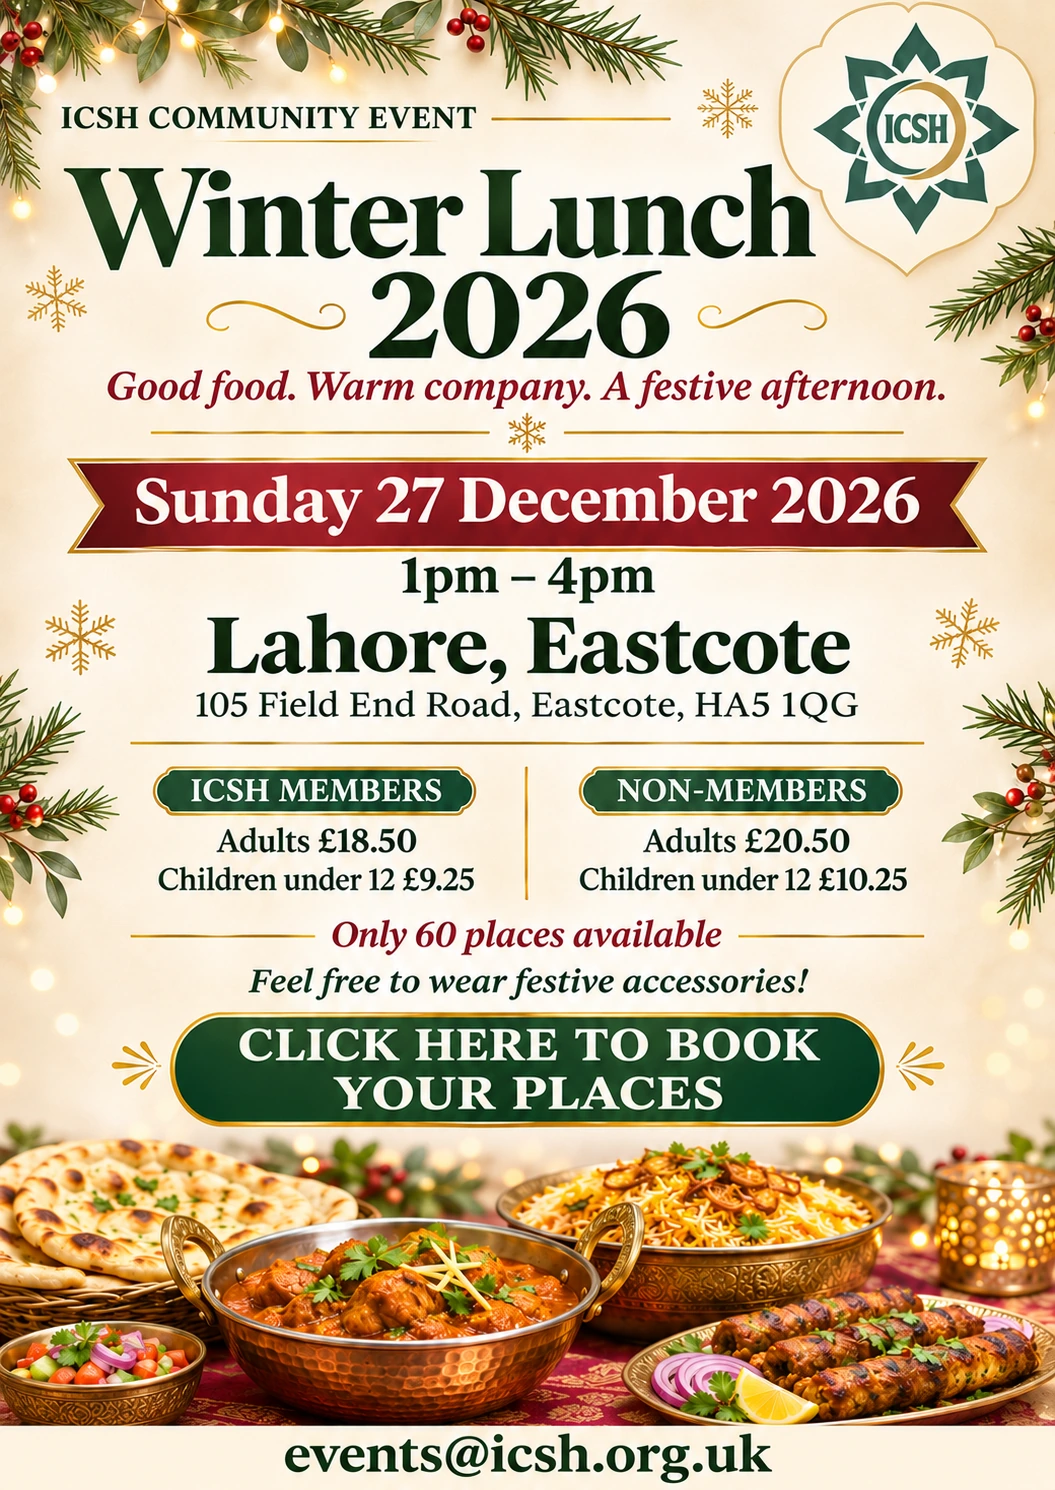 ICSH COMMUNITY EVENT
ICSH
Winter Lunch
2026
Good food. Warm company. A festive afternoon.
Sunday 27 December 2026
1pm – 4pm
Lahore, Eastcote
105 Field End Road, Eastcote, HA5 1QG
ICSH MEMBERS
Adults £18.50
Children under 12 £9.25
NON-MEMBERS
Adults £20.50
Children under 12 £10.25
Only 60 places available
Feel free to wear festive accessories!
CLICK HERE TO BOOK
YOUR PLACES
events@icsh.org.uk